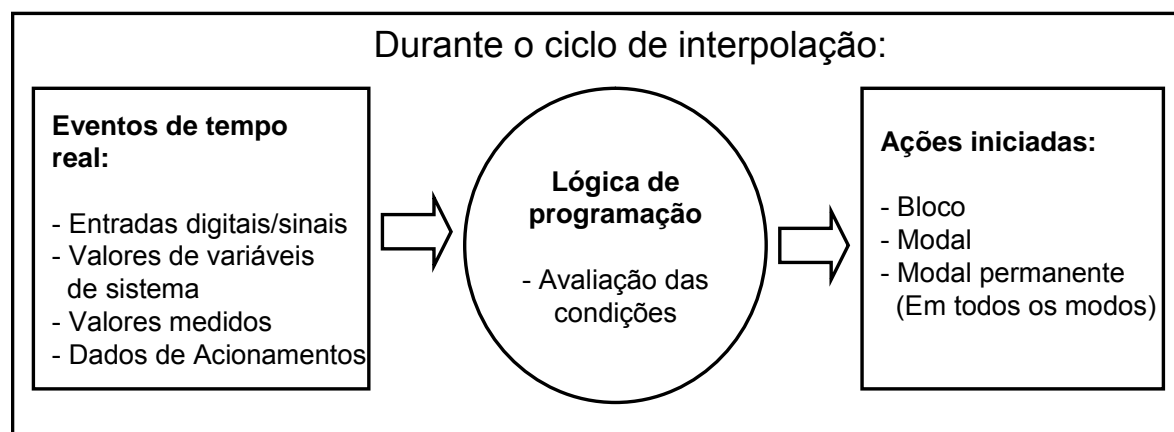 Durante o ciclo de interpolação:
Eventos de tempo
real:
- Entradas digitais/sinais
- Valores de variáveis
de sistema
- Valores medidos
- Dados de Acionamentos
Lógica de
programação
- Avaliação das
condições
Ações iniciadas:
- Bloco
- Modal
- Modal permanente
(Em todos os modos)